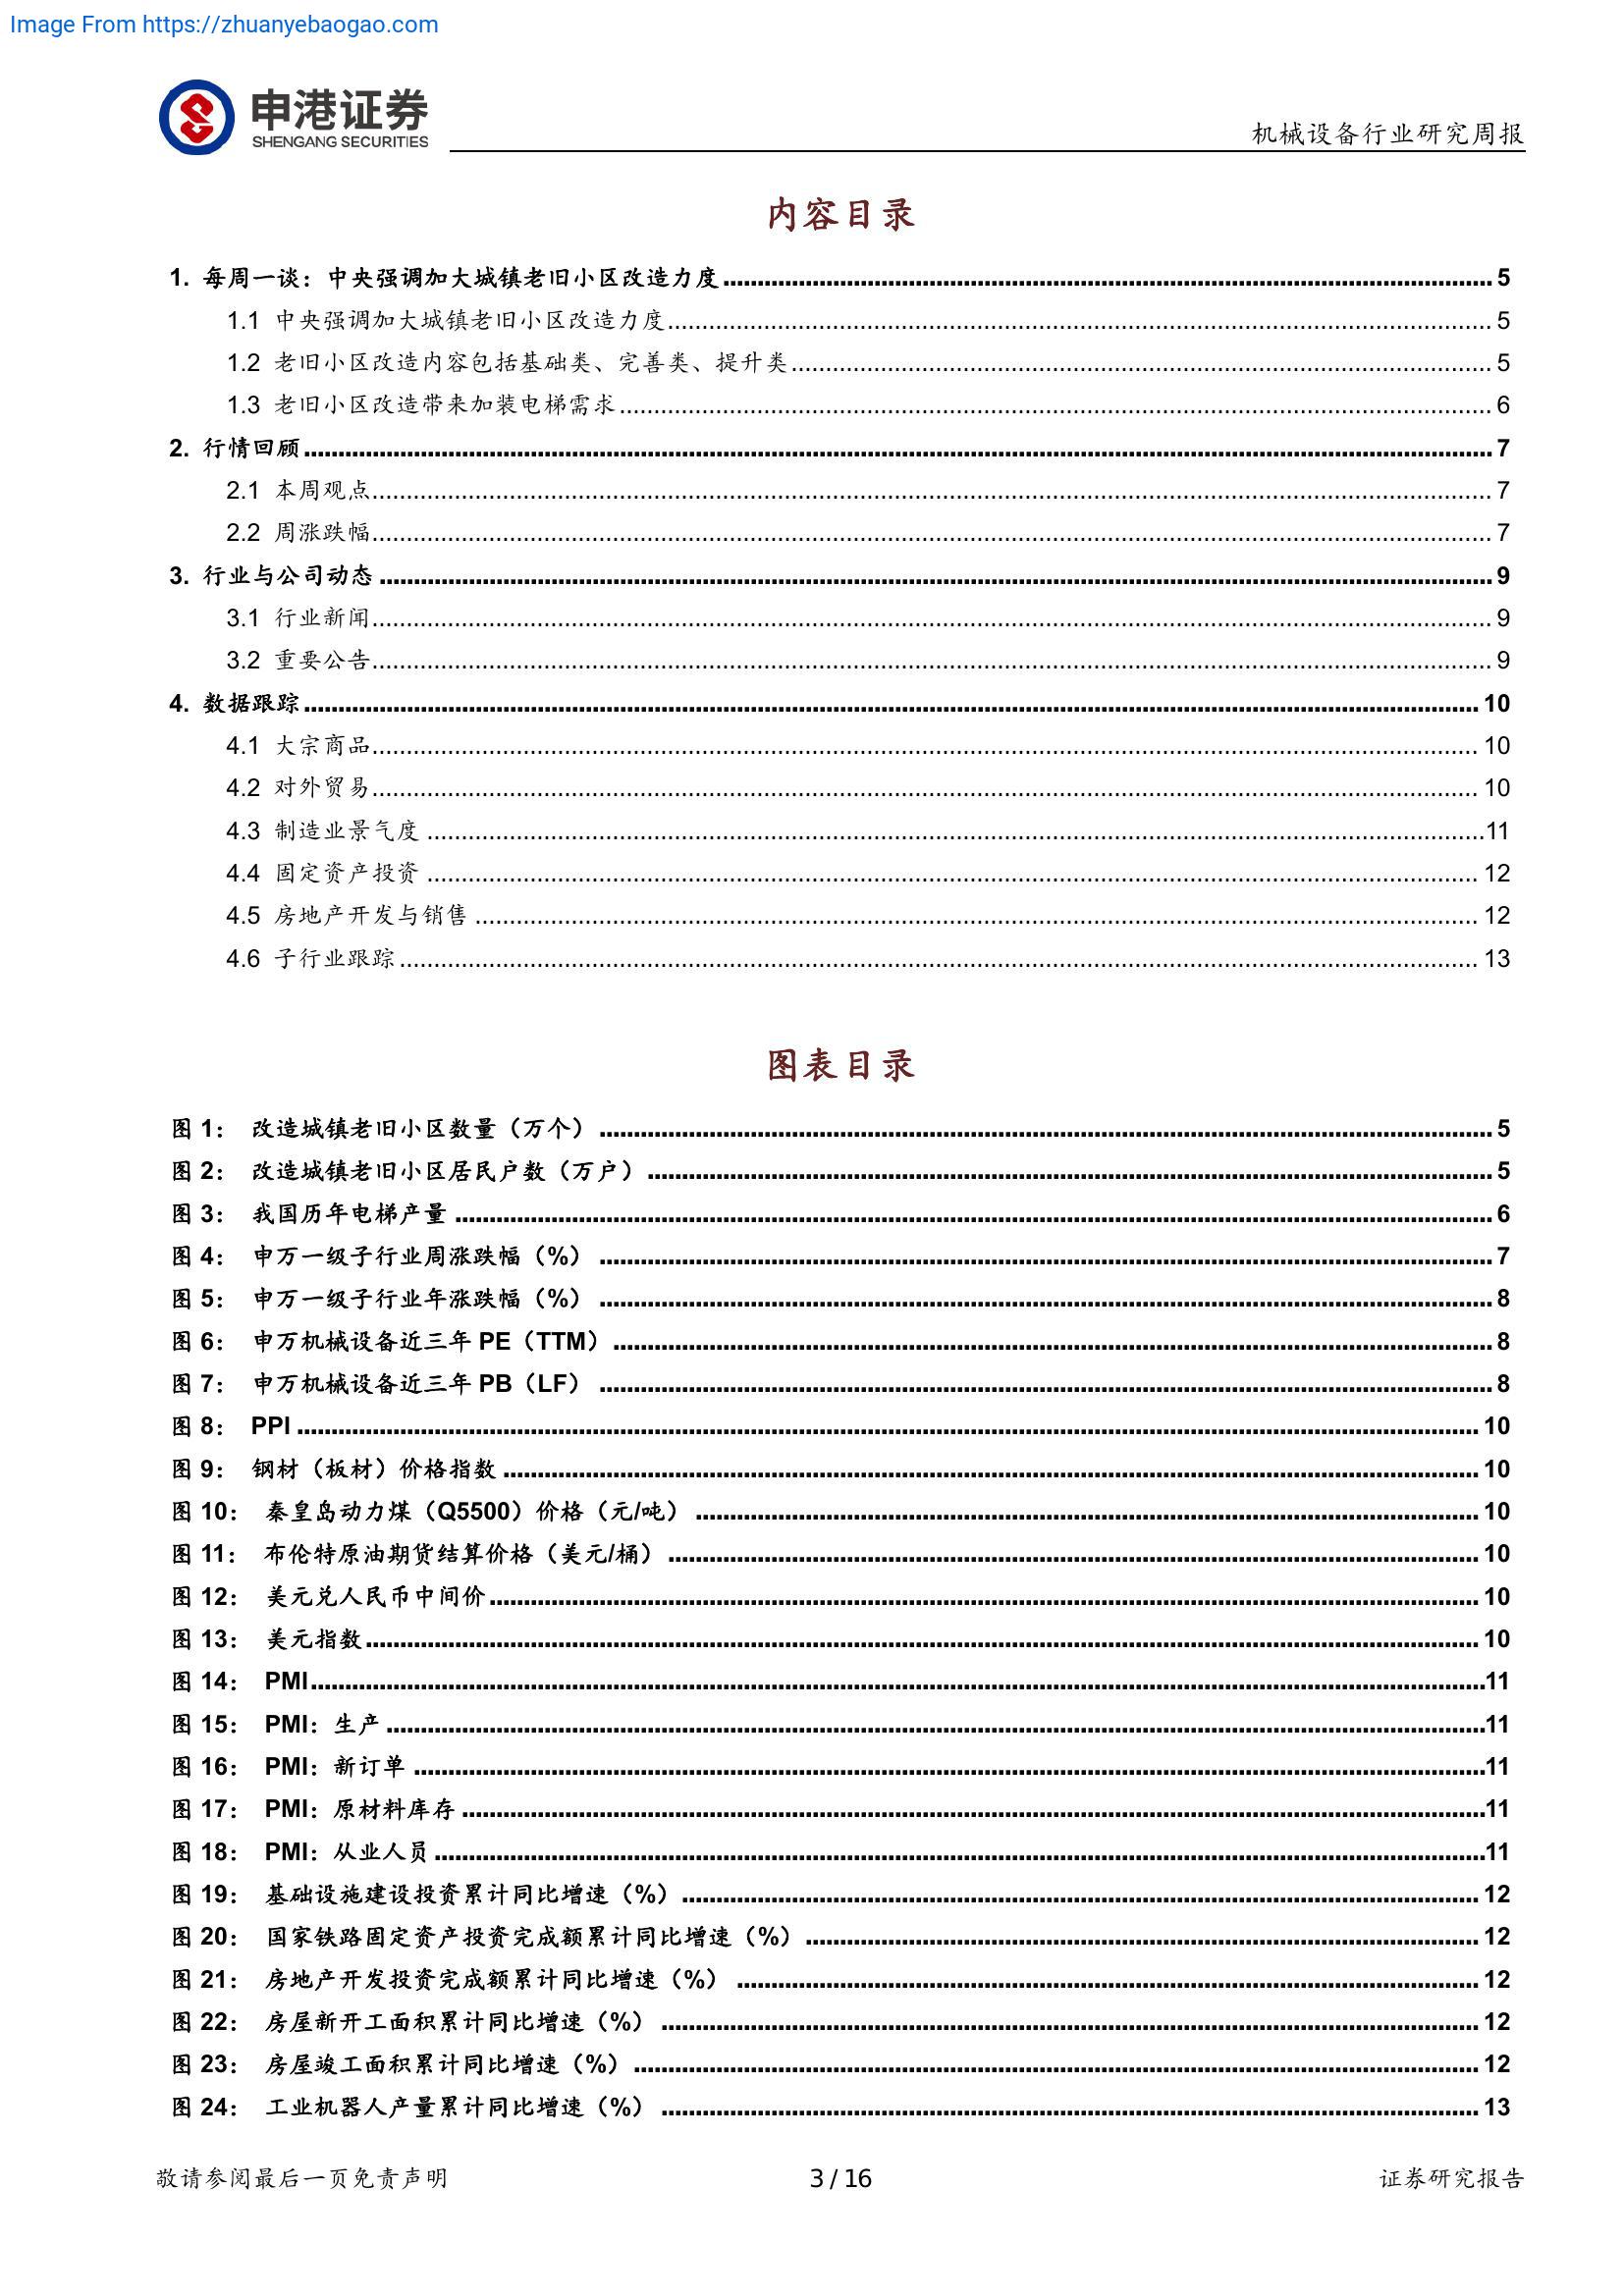 Image From https://zhuanyebaogao.com
申港证券
SHENGANG SECURITIES
机械设备行业研究周报
内容目录
1. 每周一谈：中央强调加大城镇老旧小区改造力度 5
1.1 中央强调加大城镇老旧小区改造力度 5
1.2 老旧小区改造内容包括基础类、完善类、提升类 5
1.3 老旧小区改造带来加装电梯需求 6
2. 行情回顾 7
2.1 本周观点 7
2.2 周涨跌幅 7
3. 行业与公司动态 9
3.1 行业新闻 9
3.2 重要公告 9
4. 数据跟踪 10
4.1 大宗商品 10
4.2 对外贸易 10
4.3 制造业景气度 11
4.4 固定资产投资 12
4.5 房地产开发与销售 12
4.6 子行业跟踪 13
图表目录
图 1： 改造城镇老旧小区数量（万个） 5
图 2： 改造城镇老旧小区居民户数（万户） 5
图 3： 我国历年电梯产量 6
图 4： 申万一级子行业周涨跌幅（%） 7
图 5： 申万一级子行业年涨跌幅（%） 8
图 6： 申万机械设备近三年 PE（TTM） 8
图 7： 申万机械设备近三年 PB（LF） 8
图 8： PPI 10
图 9： 钢材（板材）价格指数 10
图 10： 秦皇岛动力煤（Q5500）价格（元/吨） 10
图 11： 布伦特原油期货结算价格（美元/桶） 10
图 12： 美元兑人民币中间价 10
图 13： 美元指数 10
图 14： PMI 11
图 15： PMI：生产 11
图 16： PMI：新订单 11
图 17： PMI：原材料库存 11
图 18： PMI：从业人员 11
图 19： 基础设施建设投资累计同比增速（%） 12
图 20： 国家铁路固定资产投资完成额累计同比增速（%） 12
图 21： 房地产开发投资完成额累计同比增速（%） 12
图 22： 房屋新开工面积累计同比增速（%） 12
图 23： 房屋竣工面积累计同比增速（%） 12
图 24： 工业机器人产量累计同比增速（%） 13
敬请参阅最后一页免责声明
3 / 16
证券研究报告